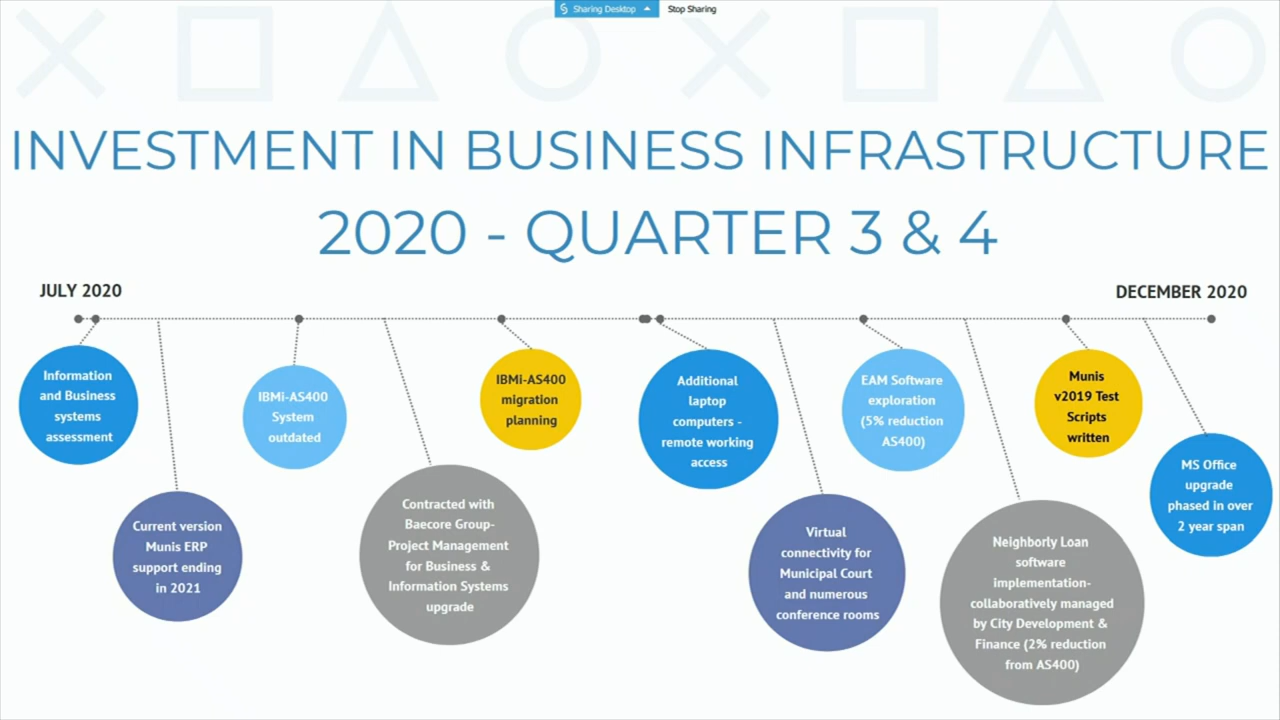 Sharing Desktop Stop Sharing
INVESTMENT IN BUSINESS INFRASTRUCTURE
2020 - QUARTER 3 & 4
JULY 2020
DECEMBER 2020
Information
and Business
systems
assessment
Current version
Munis ERP
support ending
in 2021
IBMi-AS400
System
outdated
Contracted with
Baecore Group-
Project Management
for Business &
Information Systems
upgrade
IBMi-AS400
migration
planning
Additional
laptop
computers -
remote working
access
Virtual
connectivity for
Municipal Court
and numerous
conference rooms
EAM Software
exploration
(5% reduction
AS400)
Neighborly Loan
software
implementation-
collaboratively managed
by City Development &
Finance (2% reduction
from AS400)
Munis
v2019 Test
Scripts
written
MS Office
upgrade
phased in over
2 year span